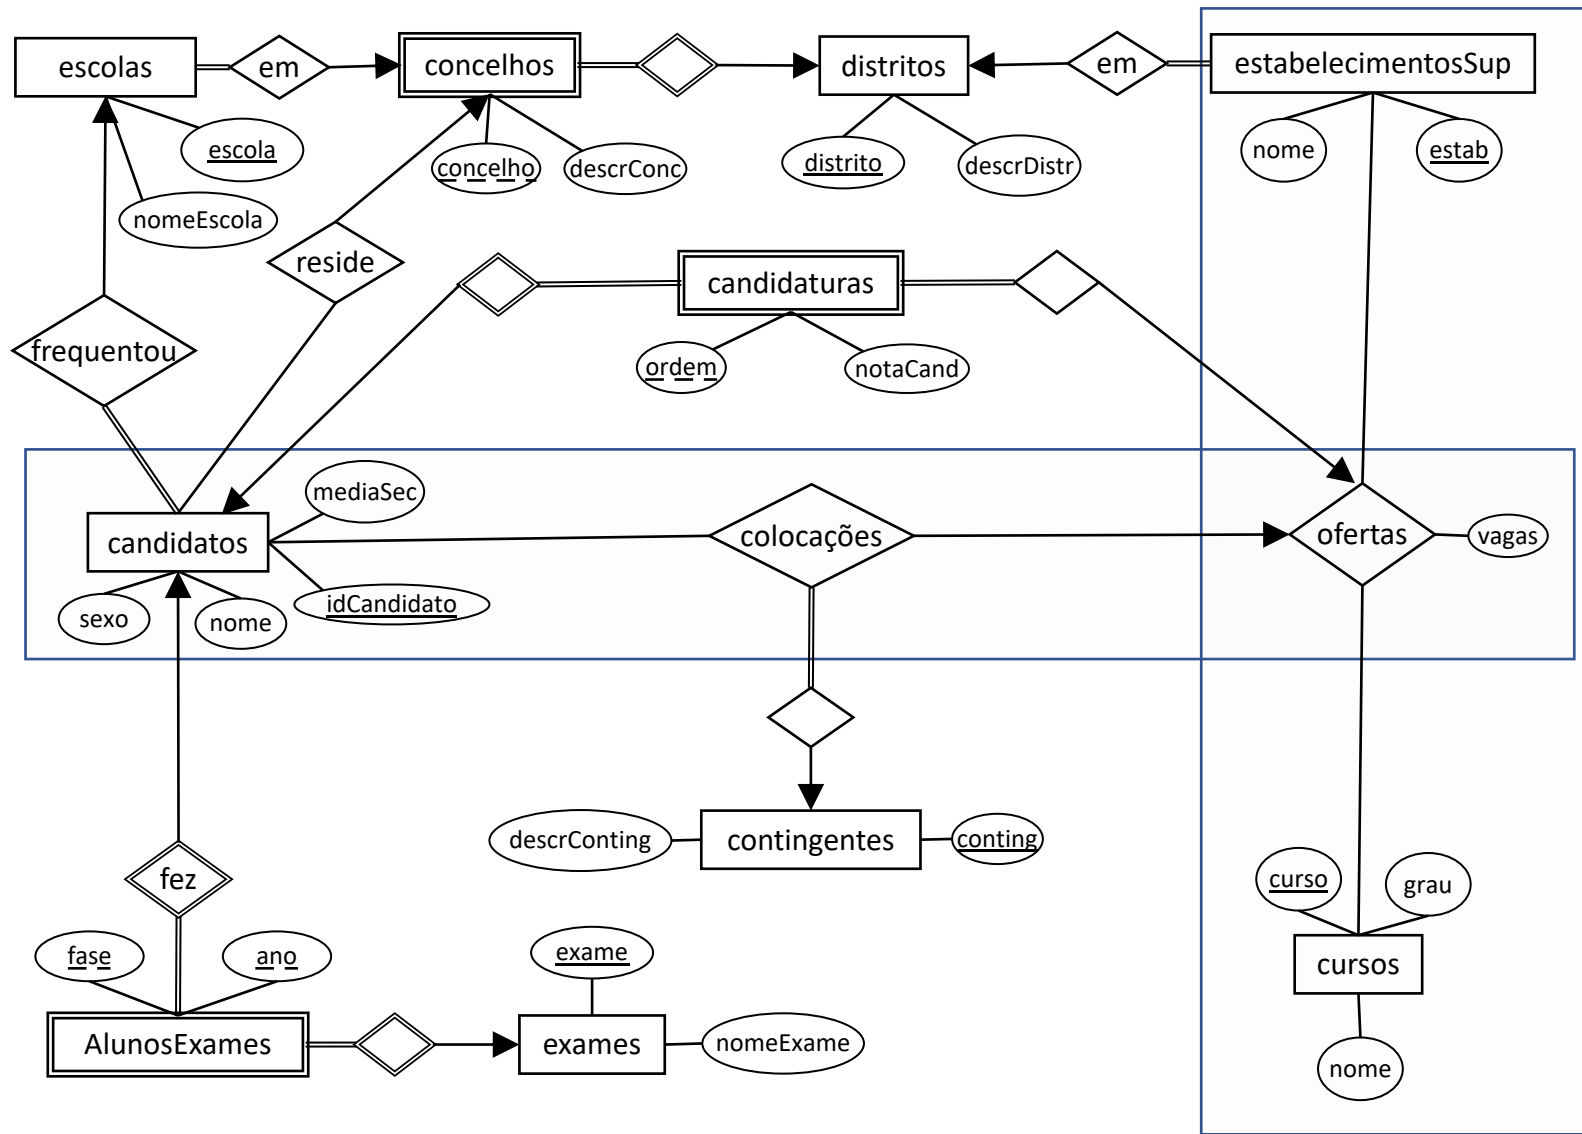 escolas
em
concelhos
distritos
em
estabelecimentosSup
escola
concelho
descrConc
distrito
descrDistr
nome
estab
nomeEscola
reside
candidaturas
frequentou
ordem
notaCand
mediaSec
candidatos
colocações
ofertas
vagas
sexo
nome
idCandidato
descrConting
contingentes
conting
fez
curso
grau
fase
ano
exame
cursos
AlunosExames
exames
nomeExame
nome